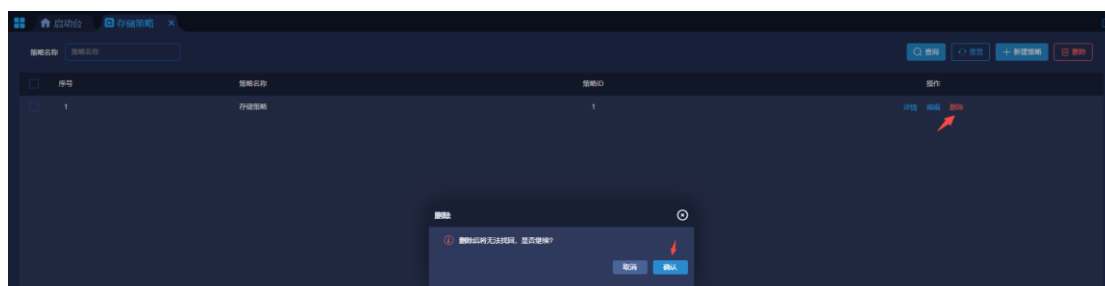 启动台 存储策略 ×
策略名称 策略名称 查询 重置 + 新建策略 删除
序号 策略名称 策略ID 操作
1 存储策略 1 详情 编辑 删除
删除
删除后将无法找回，是否继续?
取消 确认